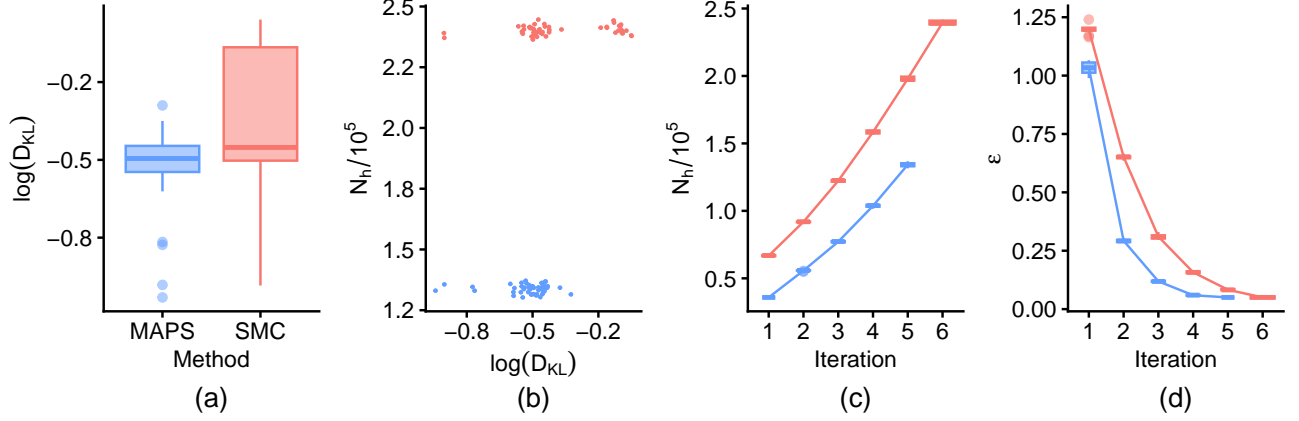 −0.2
−0.5
−0.8
log(D_KL)
MAPS SMC
Method
(a)
2.5
2.2
1.8
1.5
1.2
N_h/10^5
−0.8 −0.5 −0.2
log(D_KL)
(b)
2.5
2.0
1.5
1.0
0.5
N_h/10^5
1 2 3 4 5 6
Iteration
(c)
1.25
1.00
0.75
0.50
0.25
0.00
ε
1 2 3 4 5 6
Iteration
(d)